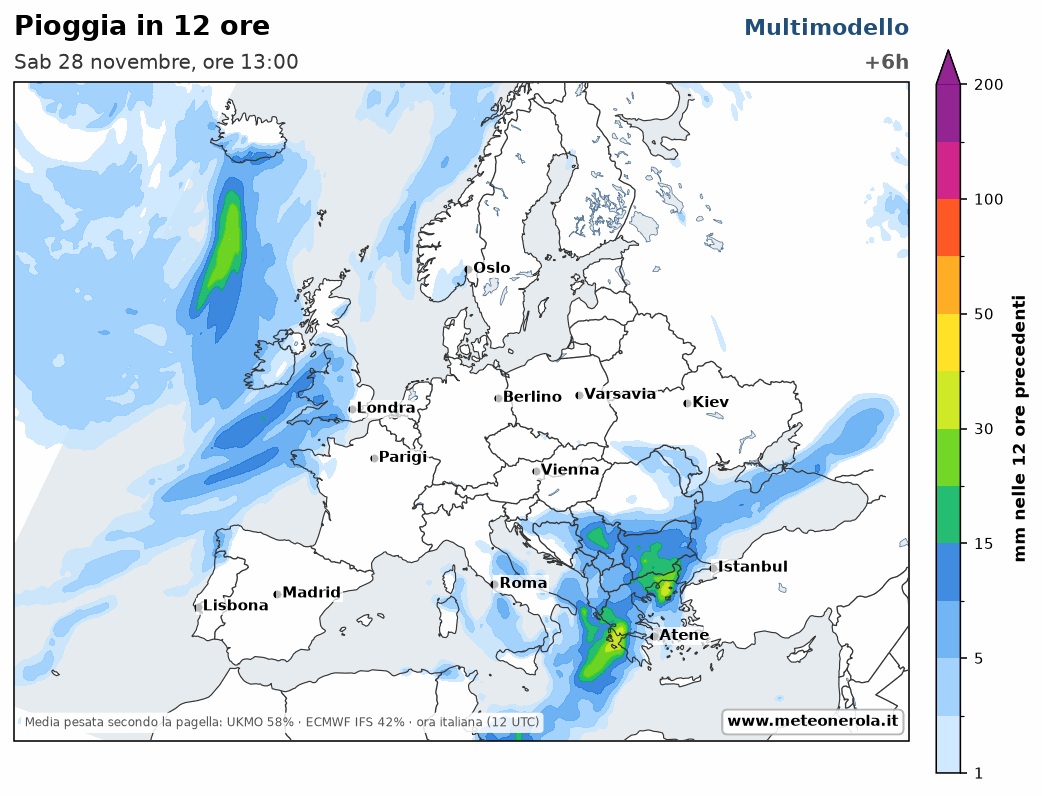 Pioggia in 12 ore
Multimodello
Sab 28 novembre, ore 13:00
+6h
200
100
50
30
15
5
1
mm nelle 12 ore precedenti
Oslo
Berlino
Varsavia
Kiev
Londra
Parigi
Vienna
Istanbul
Roma
Madrid
Lisbona
Atene
Media pesata secondo la pagella: UKMO 58% · ECMWF IFS 42% · ora italiana (12 UTC)
www.meteonerola.it